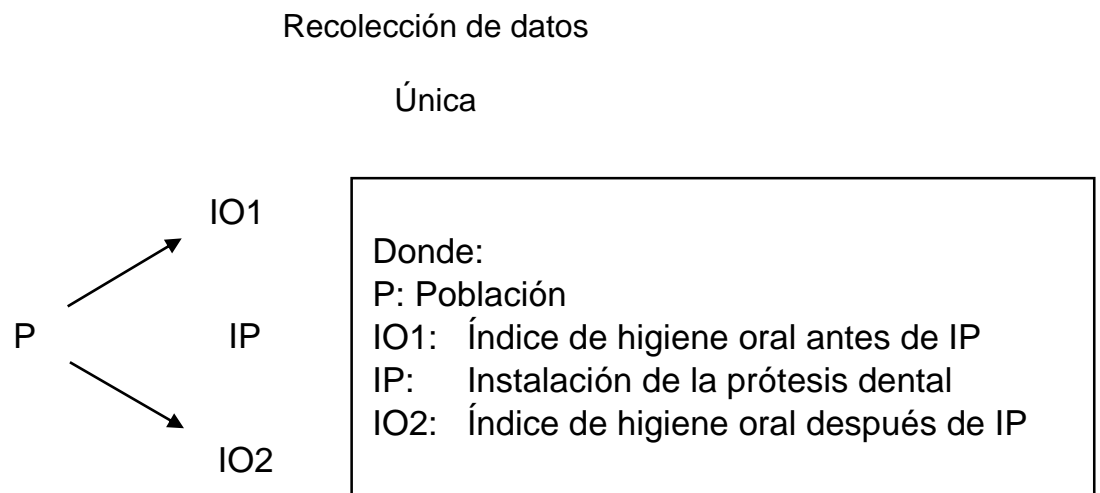 Recolección de datos
Única
IO1
P
IP
IO2
Donde:
P: Población
IO1: Índice de higiene oral antes de IP
IP: Instalación de la prótesis dental
IO2: Índice de higiene oral después de IP